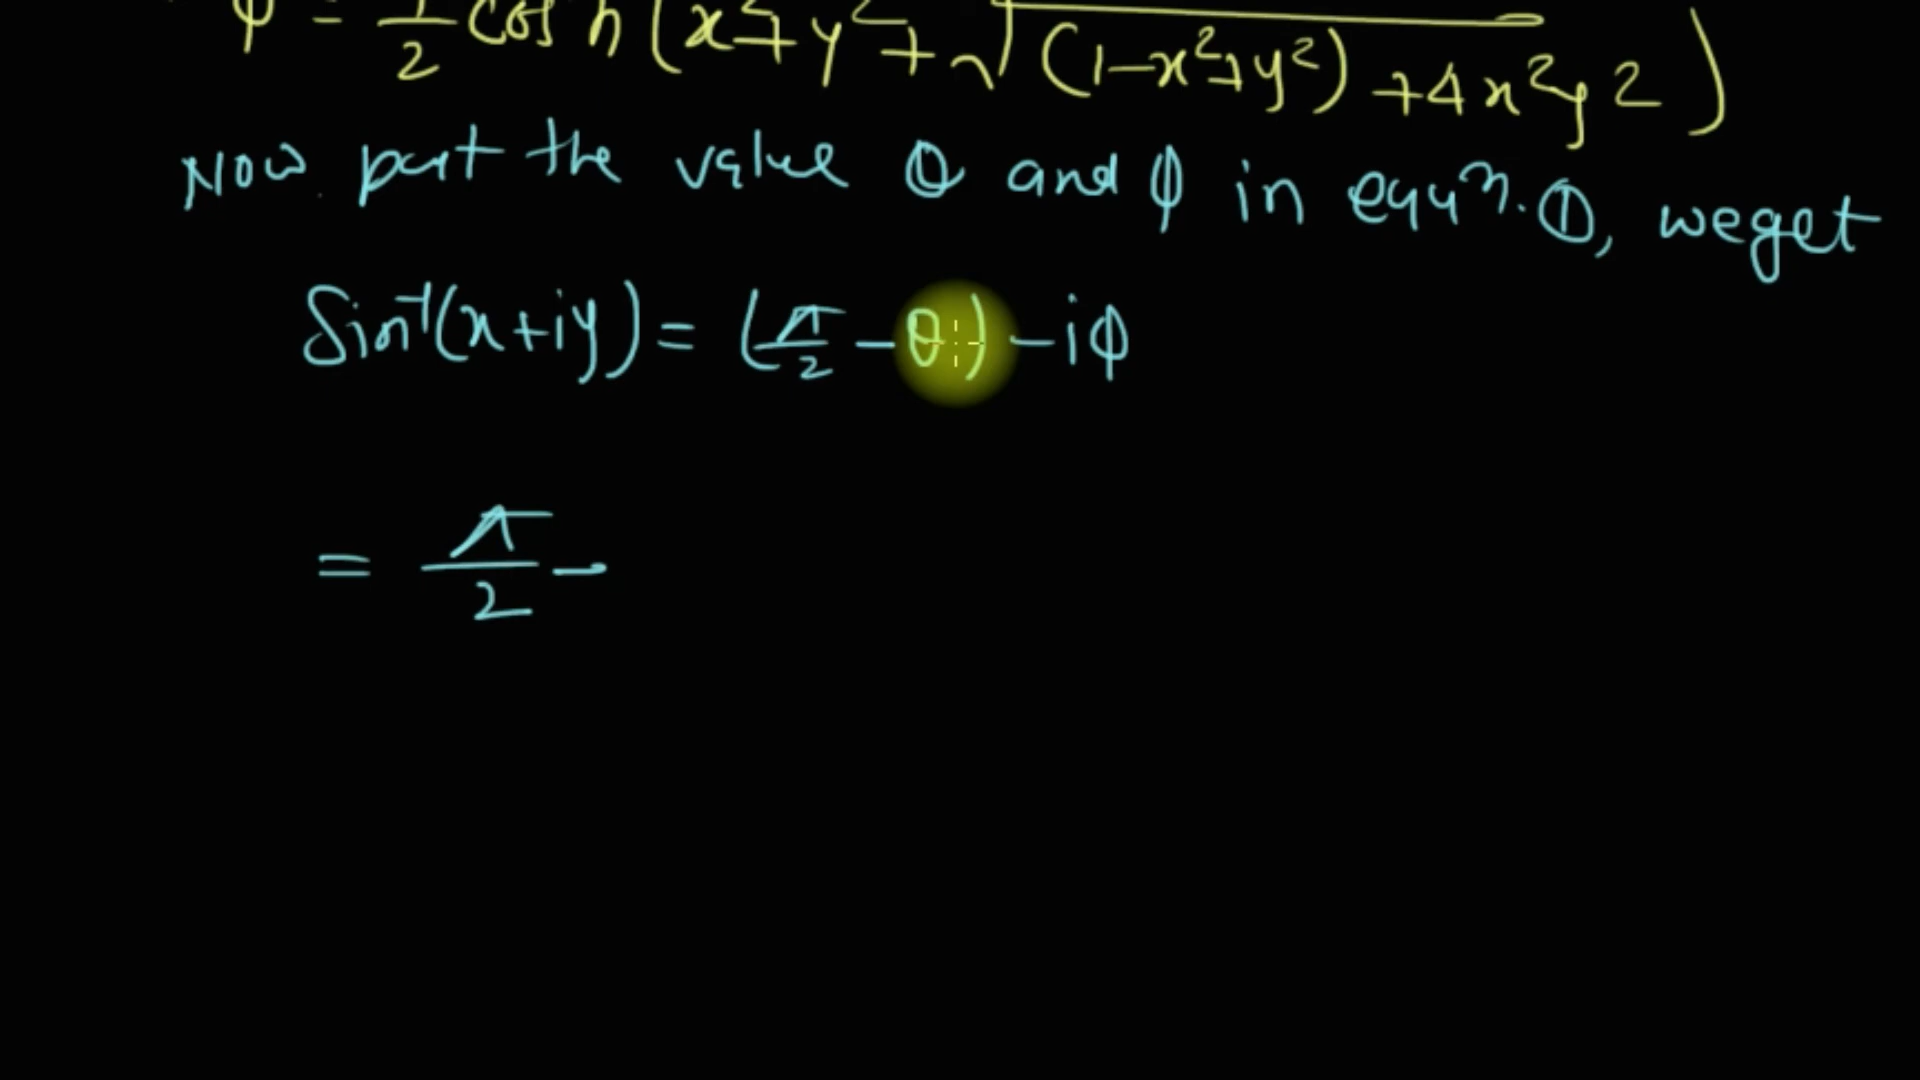 φ = 1/2 cosh⁻¹(x²+y²+√(1-x²+y²)+4x²y²)
Now put the value θ and φ in equn. ①, we get
Sin⁻¹(x+iy) = (π/2 - θ) - iφ
= π/2 -